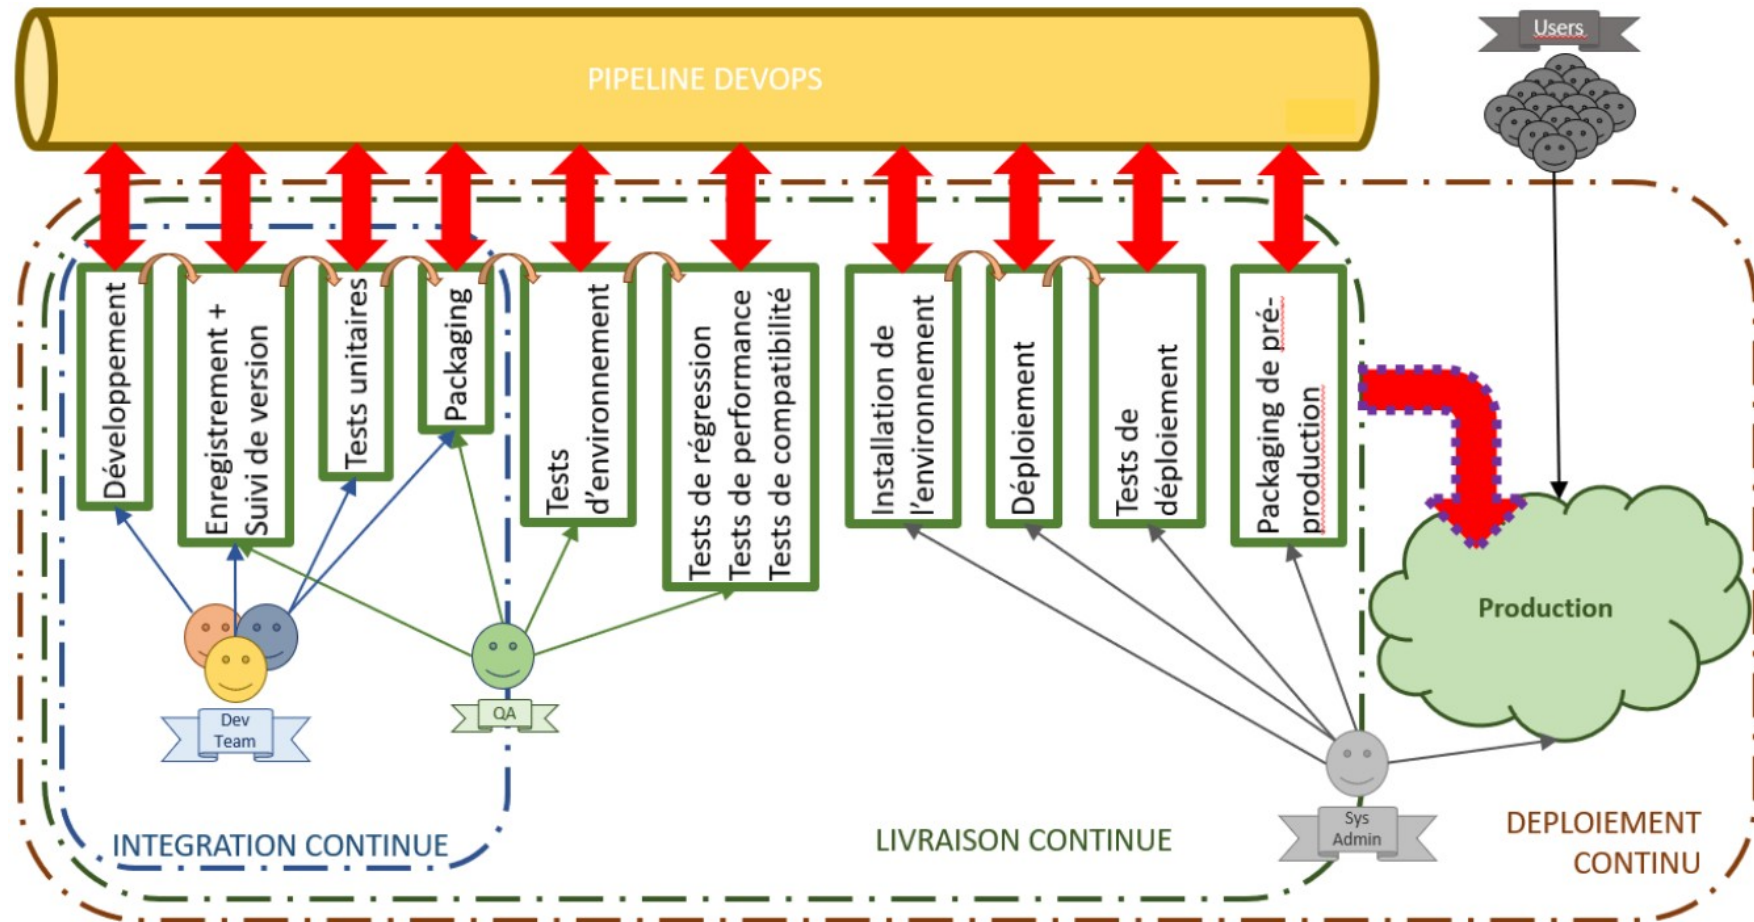 PIPELINE DEVOPS
Users
Développement
Enregistrement +
Suivi de version
Tests unitaires
Packaging
Tests
d’environnement
Tests de régression
Tests de performance
Tests de compatibilité
Installation de
l’environnement
Déploiement
Tests de
déploiement
Packaging de pré-
production
Production
Dev
Team
QA
Sys
Admin
INTEGRATION CONTINUE
LIVRAISON CONTINUE
DEPLOIEMENT
CONTINU